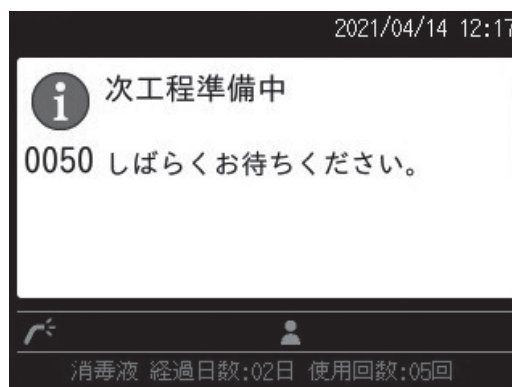 2021/04/14 12:17
次工程準備中
0050 しばらくお待ちください。
消毒液 経過日数:02日 使用回数:05回